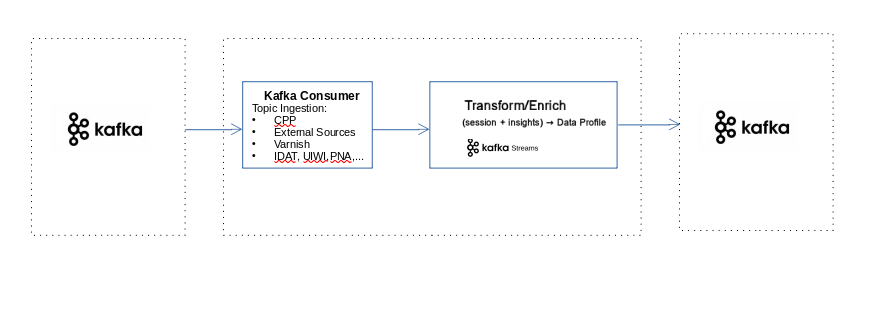 kafka
Kafka Consumer
Topic Ingestion:
• CPP
• External Sources
• Varnish
• IDAT, UIWI,PNA,...
Transform/Enrich
(session + insights) → Data Profile
kafka Streams
kafka